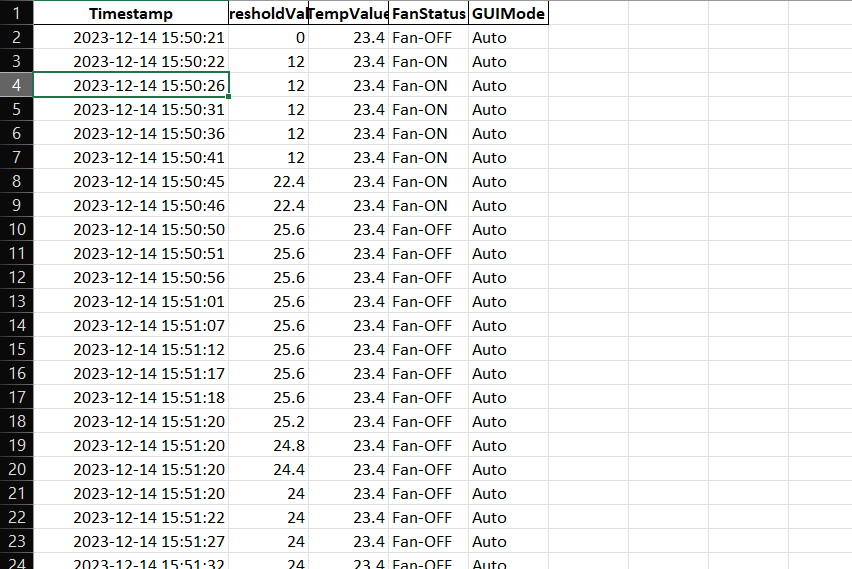 1 Timestamp resholdVal TempValue FanStatus GUIMode
2 2023-12-14 15:50:21 0 23.4 Fan-OFF Auto
3 2023-12-14 15:50:22 12 23.4 Fan-ON Auto
4 2023-12-14 15:50:26 12 23.4 Fan-ON Auto
5 2023-12-14 15:50:31 12 23.4 Fan-ON Auto
6 2023-12-14 15:50:36 12 23.4 Fan-ON Auto
7 2023-12-14 15:50:41 12 23.4 Fan-ON Auto
8 2023-12-14 15:50:45 22.4 23.4 Fan-ON Auto
9 2023-12-14 15:50:46 22.4 23.4 Fan-ON Auto
10 2023-12-14 15:50:50 25.6 23.4 Fan-OFF Auto
11 2023-12-14 15:50:51 25.6 23.4 Fan-OFF Auto
12 2023-12-14 15:50:56 25.6 23.4 Fan-OFF Auto
13 2023-12-14 15:51:01 25.6 23.4 Fan-OFF Auto
14 2023-12-14 15:51:07 25.6 23.4 Fan-OFF Auto
15 2023-12-14 15:51:12 25.6 23.4 Fan-OFF Auto
16 2023-12-14 15:51:17 25.6 23.4 Fan-OFF Auto
17 2023-12-14 15:51:18 25.6 23.4 Fan-OFF Auto
18 2023-12-14 15:51:20 25.2 23.4 Fan-OFF Auto
19 2023-12-14 15:51:20 24.8 23.4 Fan-OFF Auto
20 2023-12-14 15:51:20 24.4 23.4 Fan-OFF Auto
21 2023-12-14 15:51:20 24 23.4 Fan-OFF Auto
22 2023-12-14 15:51:22 24 23.4 Fan-OFF Auto
23 2023-12-14 15:51:27 24 23.4 Fan-OFF Auto
24 2023-12-14 15:51:32 24 23.4 Fan-OFF Auto